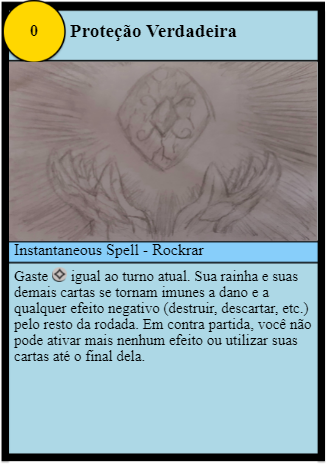 0 Proteção Verdadeira
Instantaneous Spell - Rockrar
Gaste igual ao turno atual. Sua rainha e suas
demais cartas se tornam imunes a dano e a
qualquer efeito negativo (destruir, descartar, etc.)
pelo resto da rodada. Em contra partida, você não
pode ativar mais nenhum efeito ou utilizar suas
cartas até o final dela.